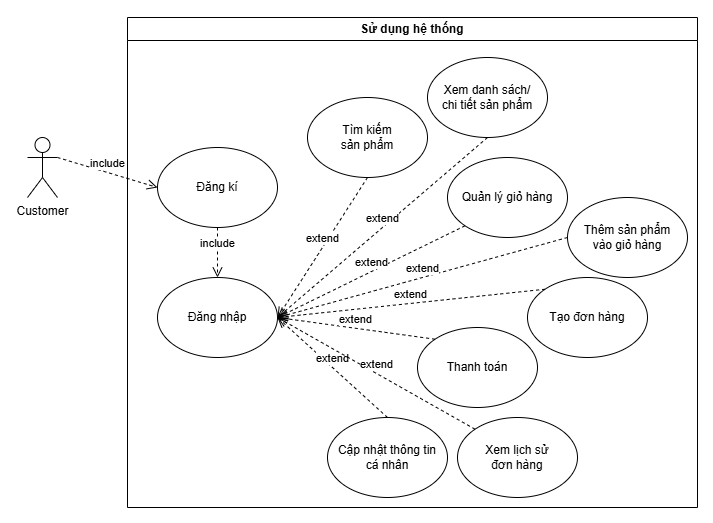 Sử dụng hệ thống
Xem danh sách/
chi tiết sản phẩm
Tìm kiếm
sản phẩm
extend
include
Customer
Đăng kí
Quản lý giỏ hàng
extend
Thêm sản phẩm
vào giỏ hàng
include
extend
extend
extend
Đăng nhập
extend
Tạo đơn hàng
extend
extend
extend
Thanh toán
Cập nhật thông tin
cá nhân
Xem lịch sử
đơn hàng